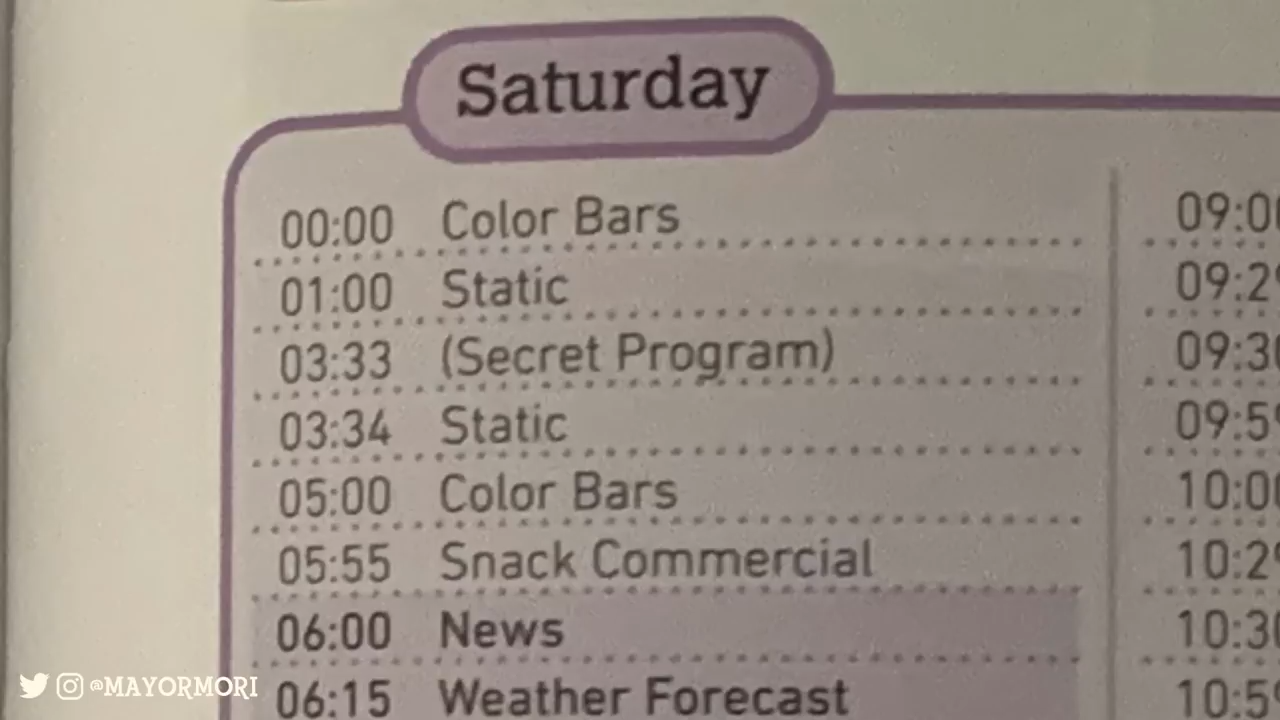 Saturday
00:00 Color Bars
01:00 Static
03:33 (Secret Program)
03:34 Static
05:00 Color Bars
05:55 Snack Commercial
06:00 News
06:15 Weather Forecast
@MAYORMORI